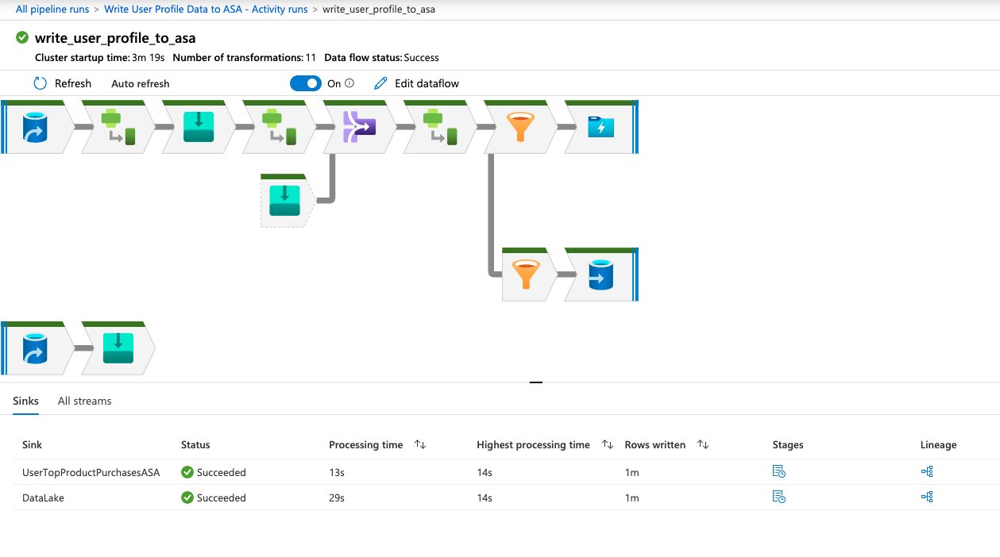 All pipeline runs > Write User Profile Data to ASA - Activity runs > write_user_profile_to_asa
write_user_profile_to_asa
Cluster startup time: 3m 19s Number of transformations: 11 Data flow status: Success
Refresh Auto refresh On Edit dataflow
Sinks All streams
Sink Status Processing time Highest processing time Rows written Stages Lineage
UserTopProductPurchasesASA Succeeded 13s 14s 1m
DataLake Succeeded 29s 14s 1m